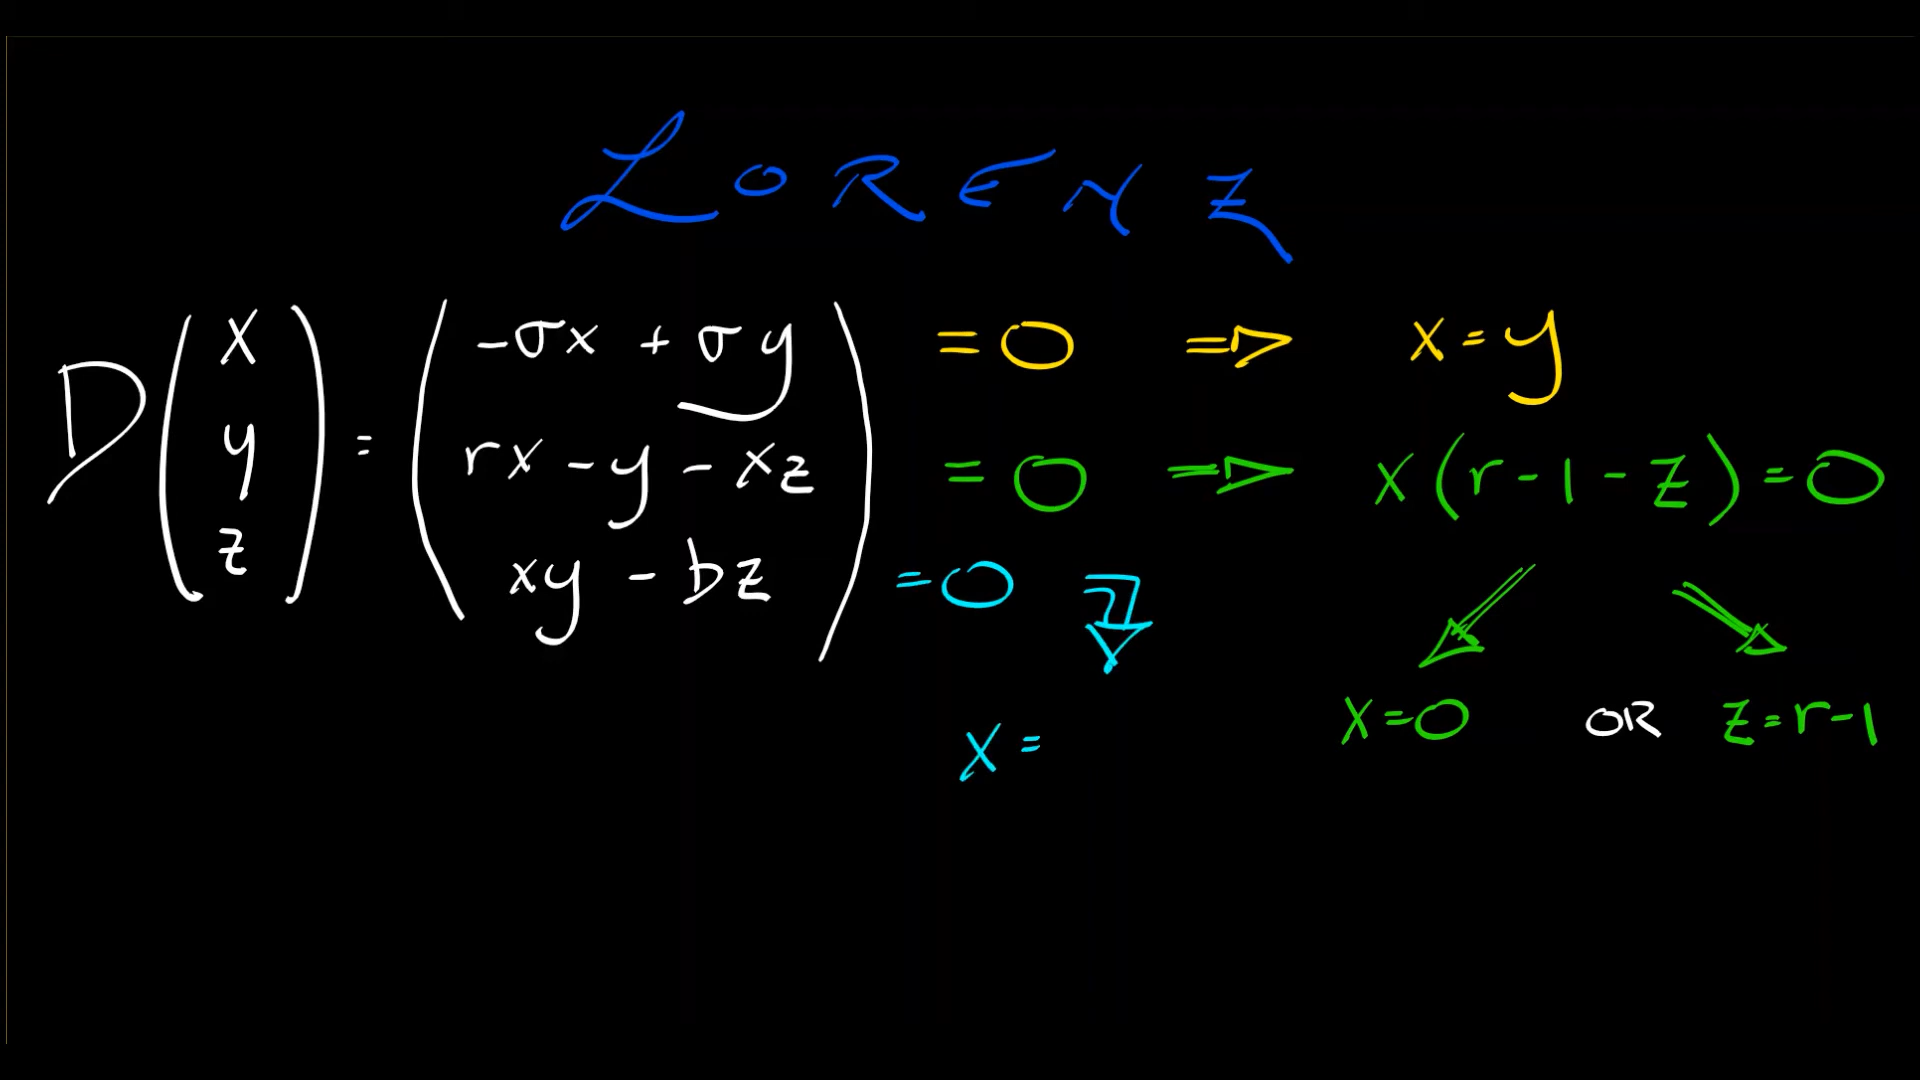 LORENZ
D(x y z) = (-σx + σy
rx - y - xz
xy - bz)
= 0 ⇒ x = y
= 0 ⇒ x(r - 1 - z) = 0
= 0 ⇓
x = 0 OR z = r - 1
x =